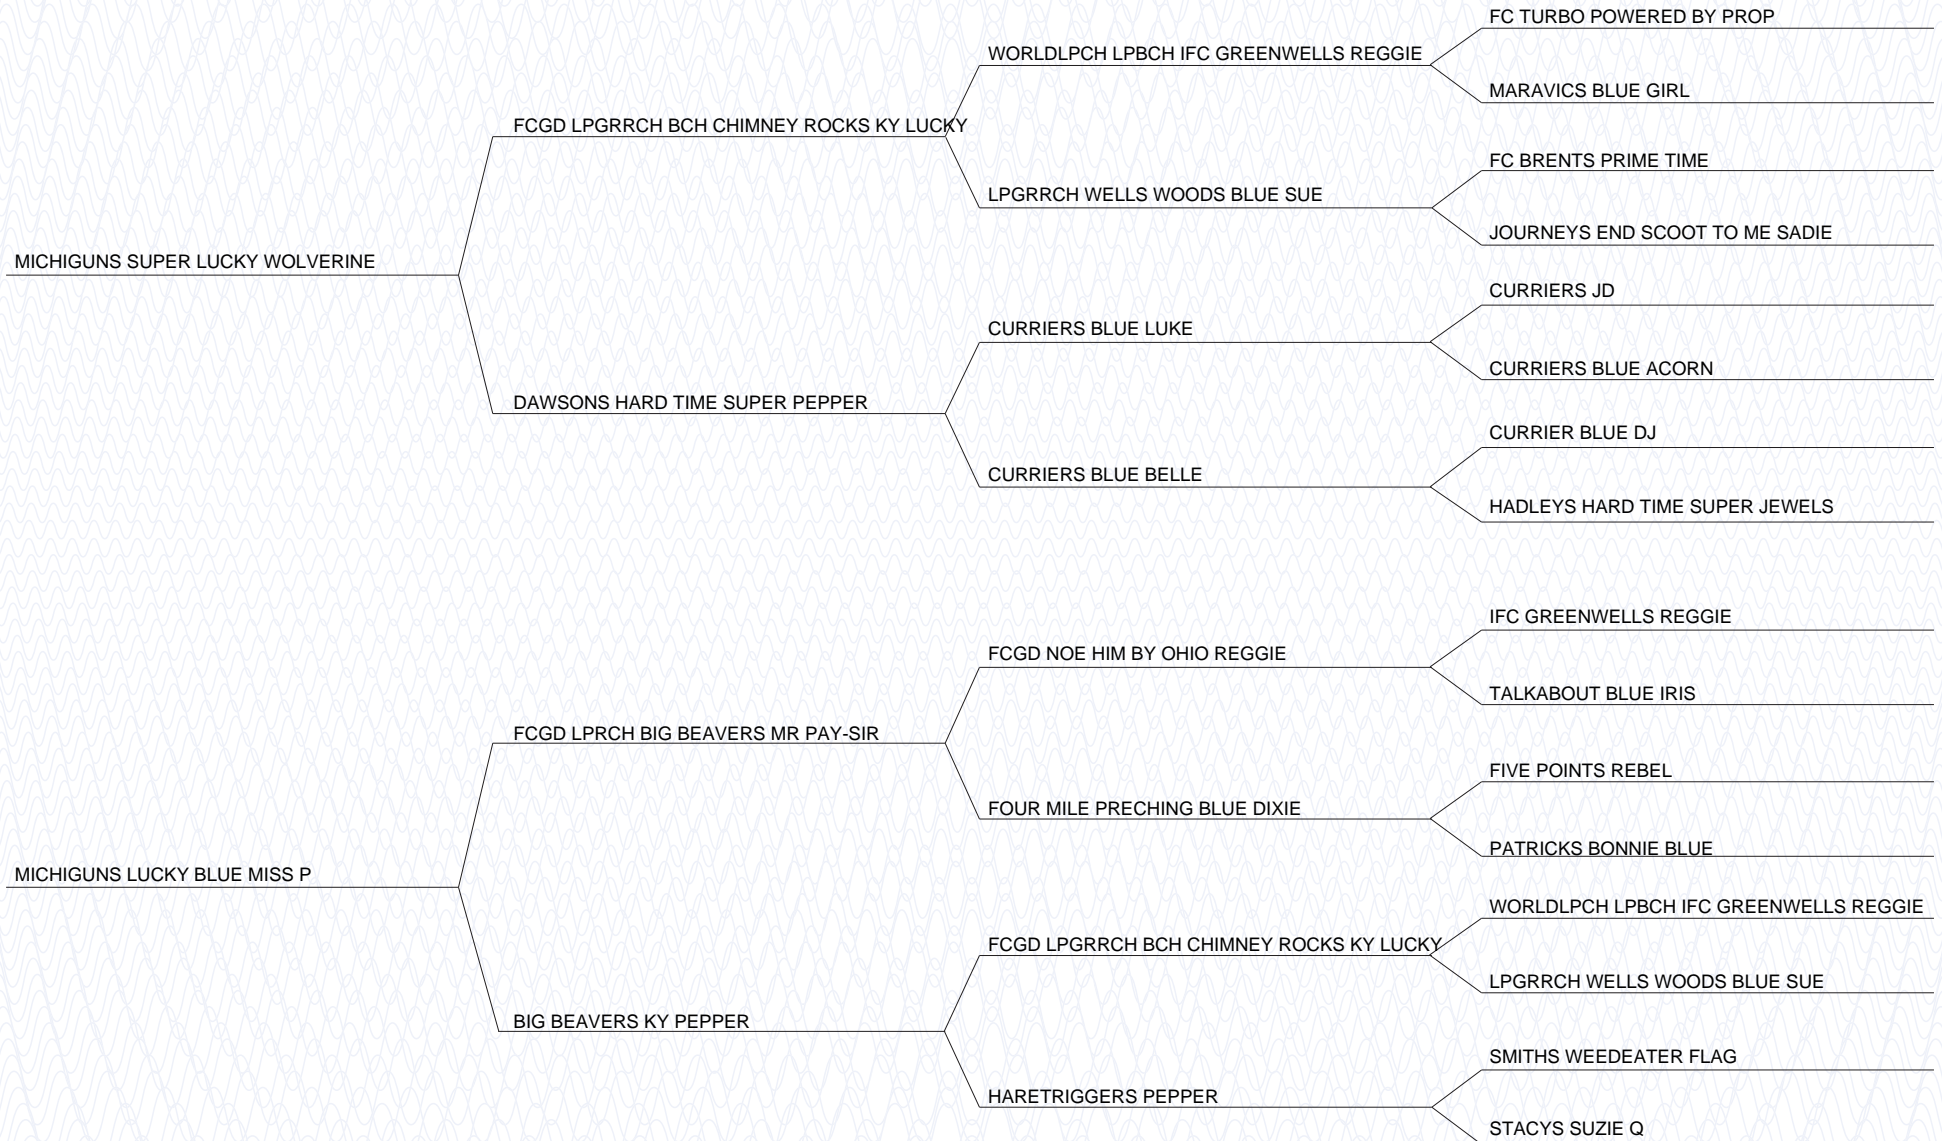 FC TURBO POWERED BY PROP
WORLDLPCH LPBCH IFC GREENWELLS REGGIE
MARAVICS BLUE GIRL
FCGD LPGRRCH BCH CHIMNEY ROCKS KY LUCKY
FC BRENTS PRIME TIME
LPGRRCH WELLS WOODS BLUE SUE
JOURNEYS END SCOOT TO ME SADIE
MICHIGUNS SUPER LUCKY WOLVERINE
CURRIERS JD
CURRIERS BLUE LUKE
CURRIERS BLUE ACORN
DAWSONS HARD TIME SUPER PEPPER
CURRIER BLUE DJ
CURRIERS BLUE BELLE
HADLEYS HARD TIME SUPER JEWELS
IFC GREENWELLS REGGIE
FCGD NOE HIM BY OHIO REGGIE
TALKABOUT BLUE IRIS
FCGD LPRCH BIG BEAVERS MR PAY-SIR
FIVE POINTS REBEL
FOUR MILE PRECHING BLUE DIXIE
PATRICKS BONNIE BLUE
MICHIGUNS LUCKY BLUE MISS P
WORLDLPCH LPBCH IFC GREENWELLS REGGIE
FCGD LPGRRCH BCH CHIMNEY ROCKS KY LUCKY
LPGRRCH WELLS WOODS BLUE SUE
BIG BEAVERS KY PEPPER
SMITHS WEEDEATER FLAG
HARETRIGGERS PEPPER
STACYS SUZIE Q